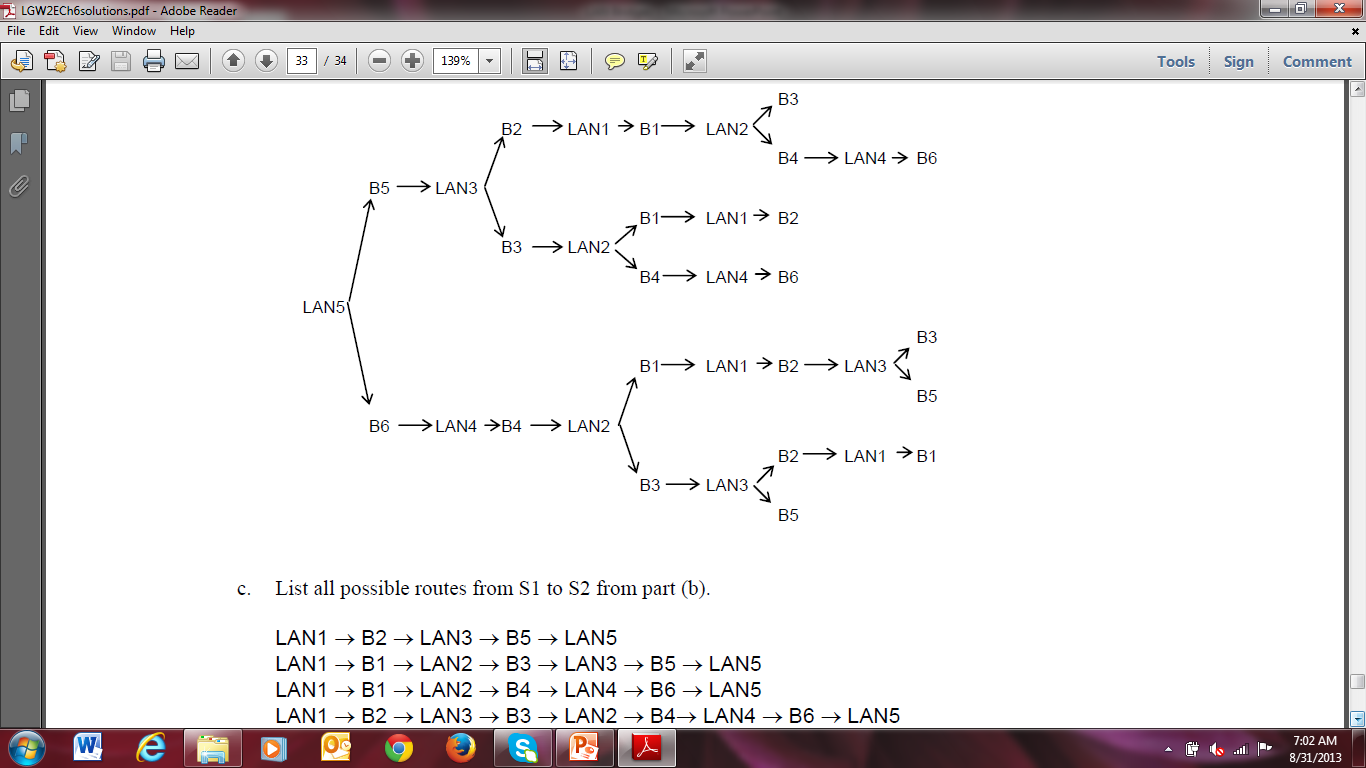 LGW2ECh6solutions.pdf - Adobe Reader
File Edit View Window Help
33 / 34 139% Tools Sign Comment
B3
B2 → LAN1 → B1 → LAN2
B4 → LAN4 → B6
B5 → LAN3
B1 → LAN1 → B2
B3 → LAN2
B4 → LAN4 → B6
LAN5
B3
B1 → LAN1 → B2 → LAN3
B5
B6 → LAN4 → B4 → LAN2
B2 → LAN1 → B1
B3 → LAN3
B5
c. List all possible routes from S1 to S2 from part (b).
LAN1 → B2 → LAN3 → B5 → LAN5
LAN1 → B1 → LAN2 → B3 → LAN3 → B5 → LAN5
LAN1 → B1 → LAN2 → B4 → LAN4 → B6 → LAN5
LAN1 → B2 → LAN3 → B3 → LAN2 → B4→ LAN4 → B6 → LAN5
7:02 AM
8/31/2013